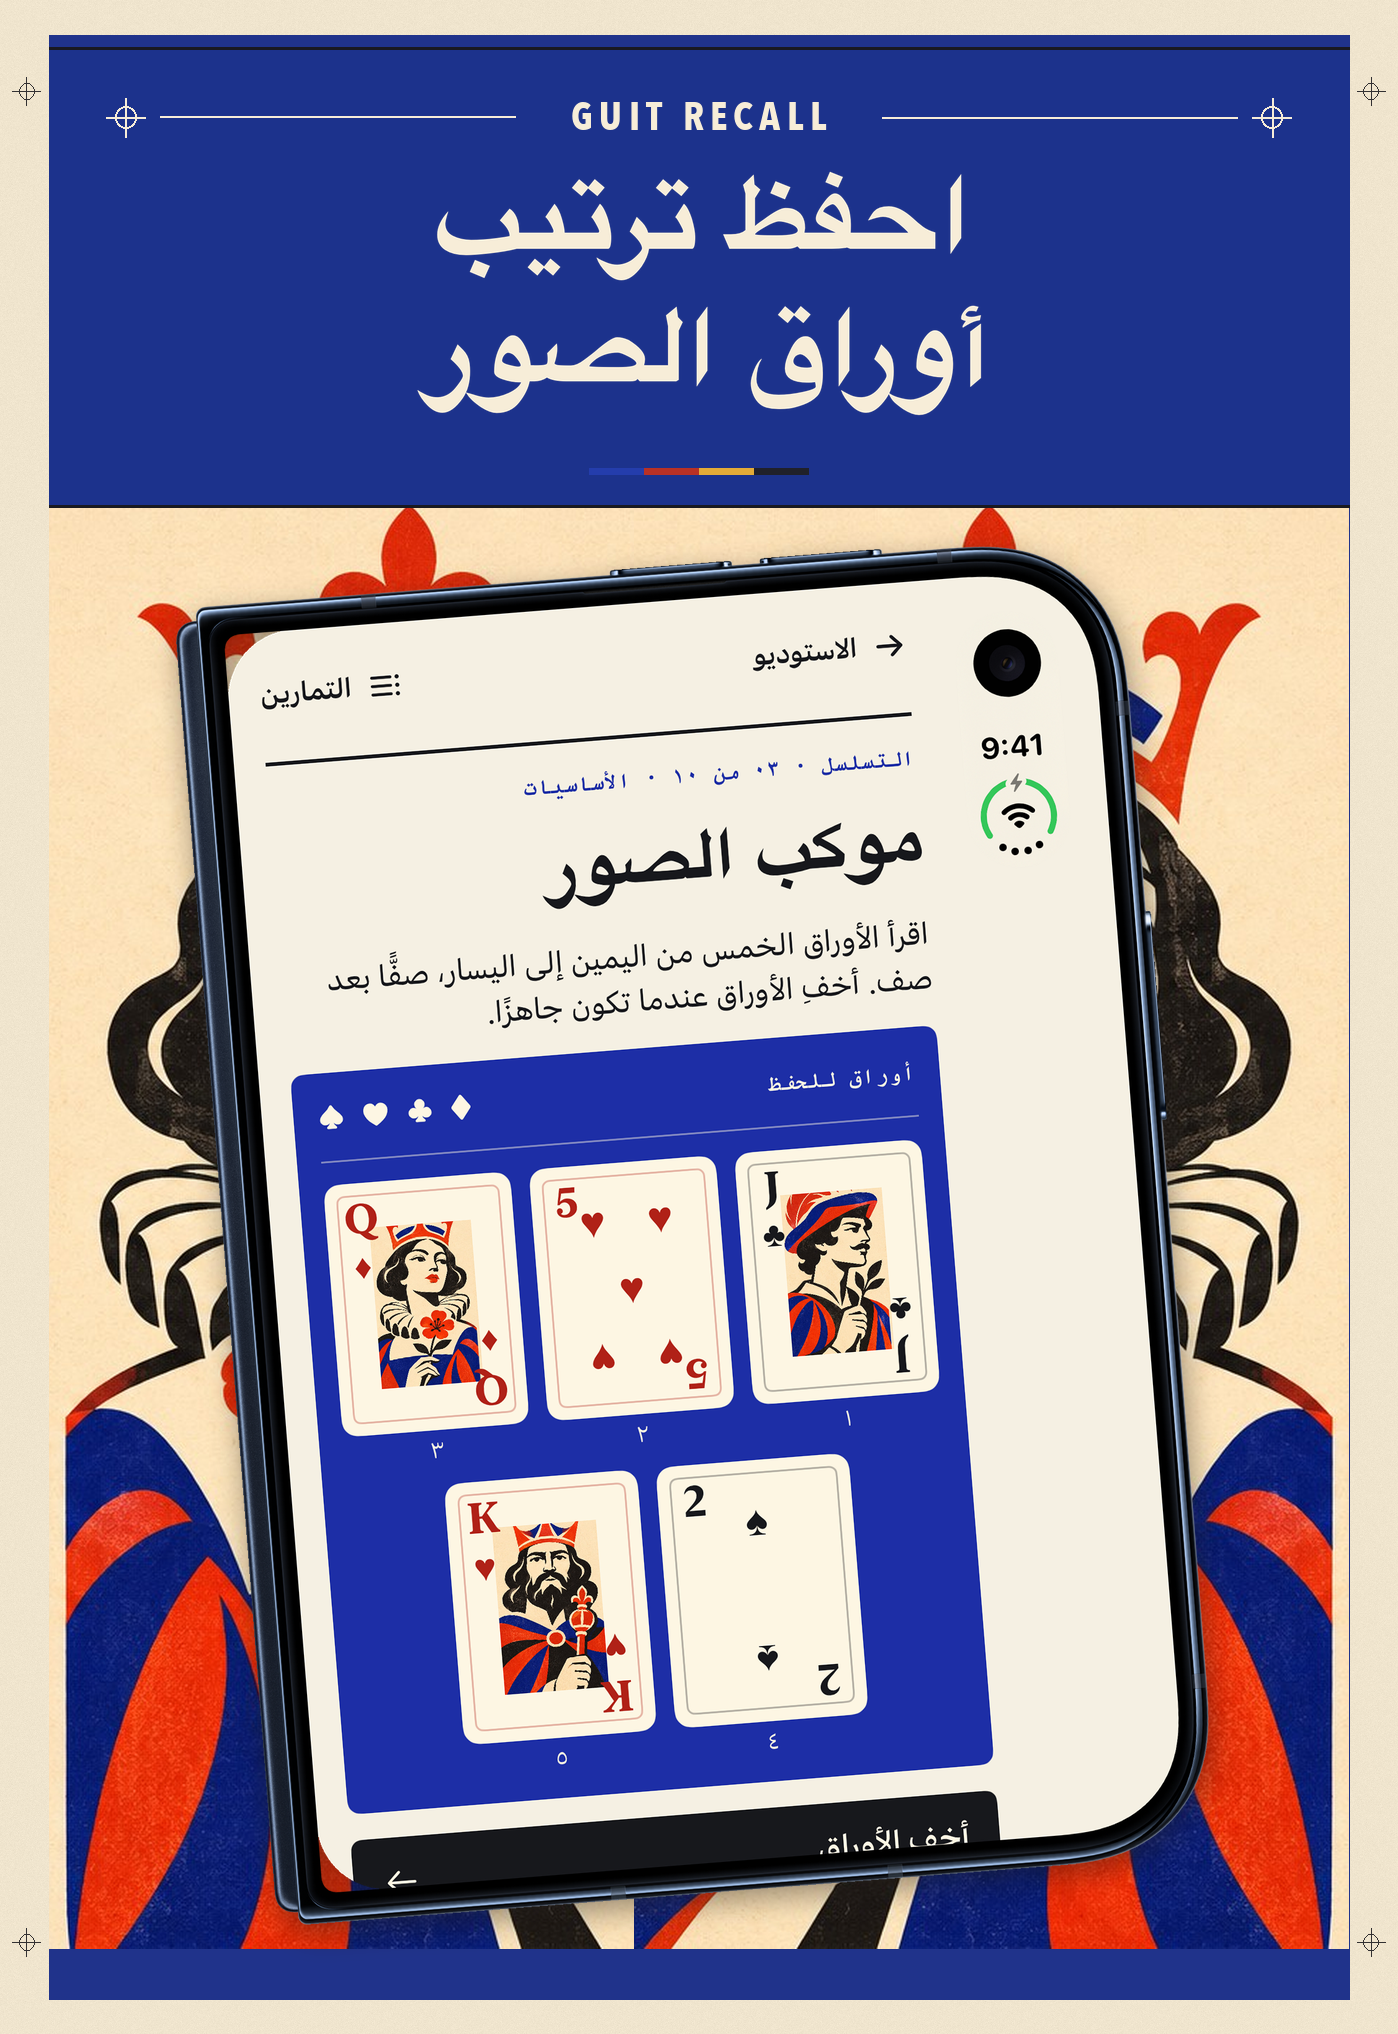 GUIT RECALL
احفظ ترتيب
أوراق الصور
الاستوديو
التمارين
9:41
التسلسل · ٠٣ من ١٠ · الأساسيات
موكب الصور
اقرأ الأوراق الخمس من اليمين إلى اليسار، صفًّا بعد
صف. أخفِ الأوراق عندما تكون جاهزًا.
أوراق للحفظ
J
J
١
5
5
٢
Q
Q
٣
2
2
٤
K
K
٥
أخفِ الأوراق